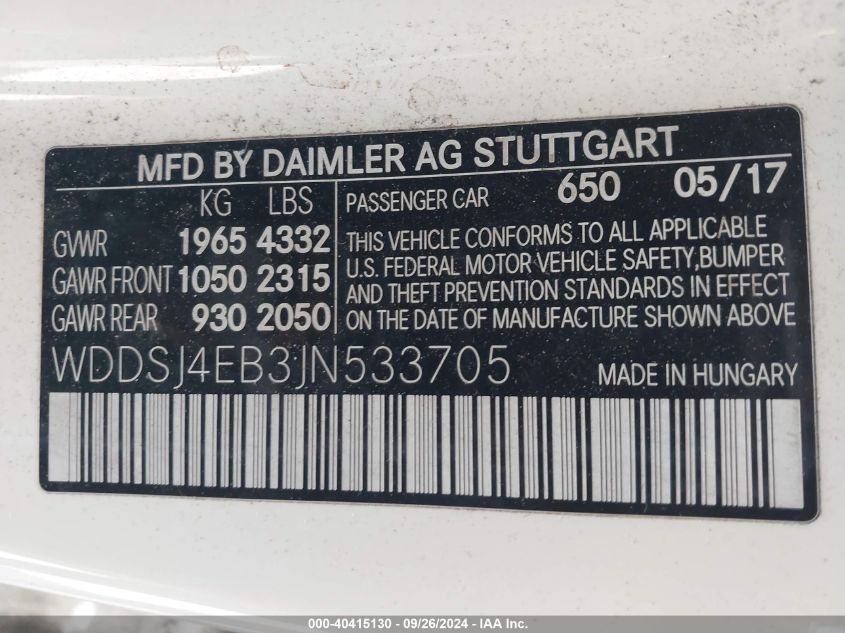 MFD BY DAIMLER AG STUTTGART
KG LBS
GVWR 1965 4332
GAWR FRONT 1050 2315
GAWR REAR 930 2050
PASSENGER CAR 650 05/17
THIS VEHICLE CONFORMS TO ALL APPLICABLE
U.S. FEDERAL MOTOR VEHICLE SAFETY, BUMPER
AND THEFT PREVENTION STANDARDS IN EFFECT
ON THE DATE OF MANUFACTURE SHOWN ABOVE
WDDSJ4EB3JN533705 MADE IN HUNGARY
000-40415130 - 09/26/2024 - IAA Inc.